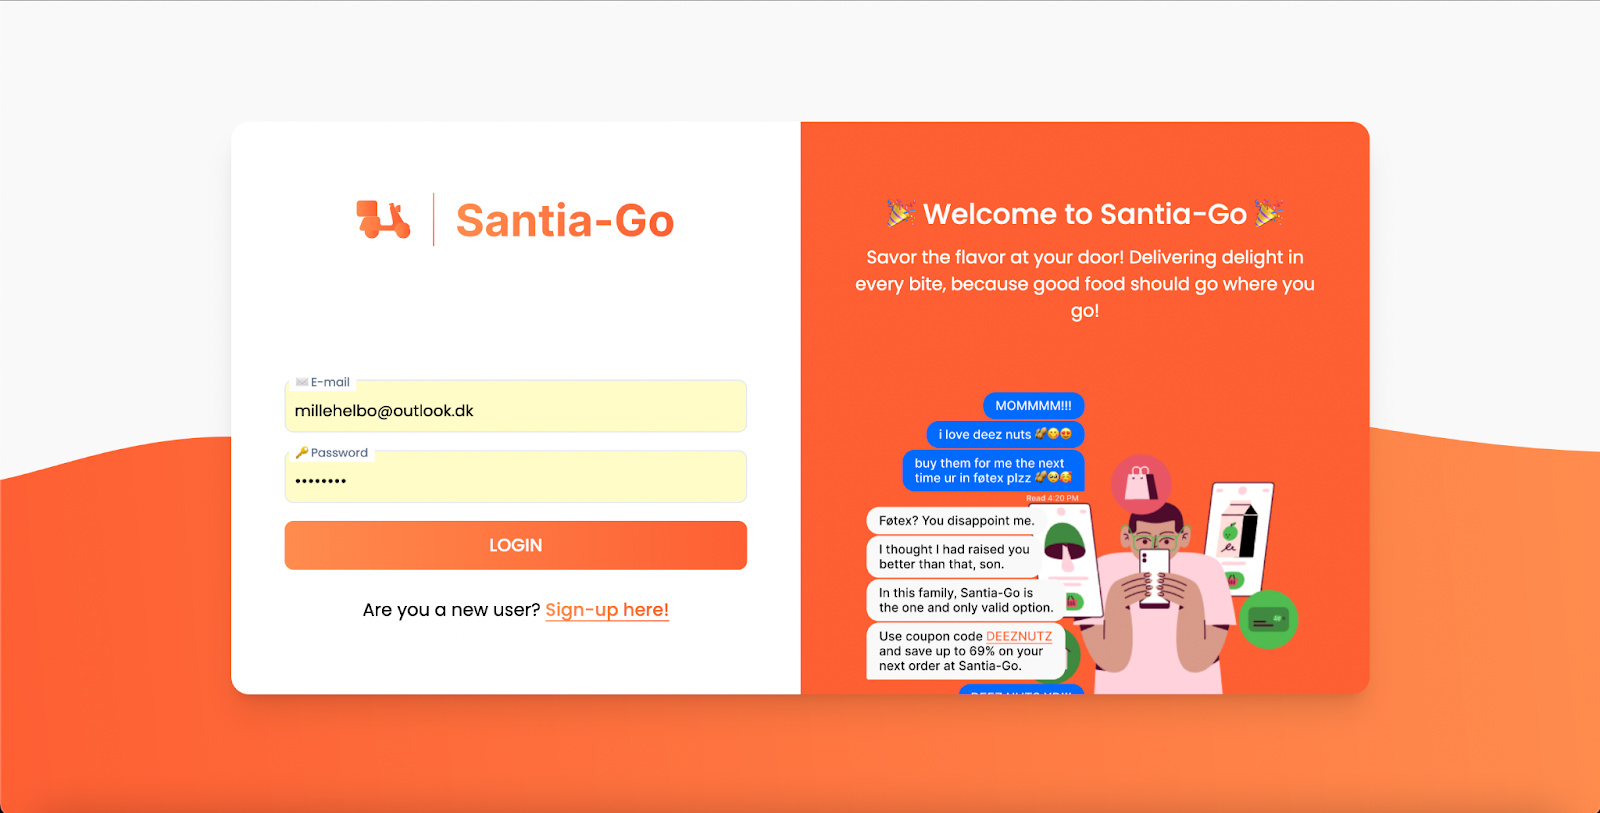 Santia-Go
✉️E-mail
millehelbo@outlook.dk
🔑Password
••••••••
LOGIN
Are you a new user? Sign-up here!
🎉 Welcome to Santia-Go 🎉
Savor the flavor at your door! Delivering delight in
every bite, because good food should go where you
go!
MOMMMM!!!
i love deez nuts 🥜😋😍
buy them for me the next
time ur in føtex plzz 🥜🥺🥰
Read 4:20 PM
Føtex? You disappoint me.
I thought I had raised you
better than that, son.
In this family, Santia-Go is
the one and only valid option.
Use coupon code DEEZNUTZ
and save up to 69% on your
next order at Santia-Go.